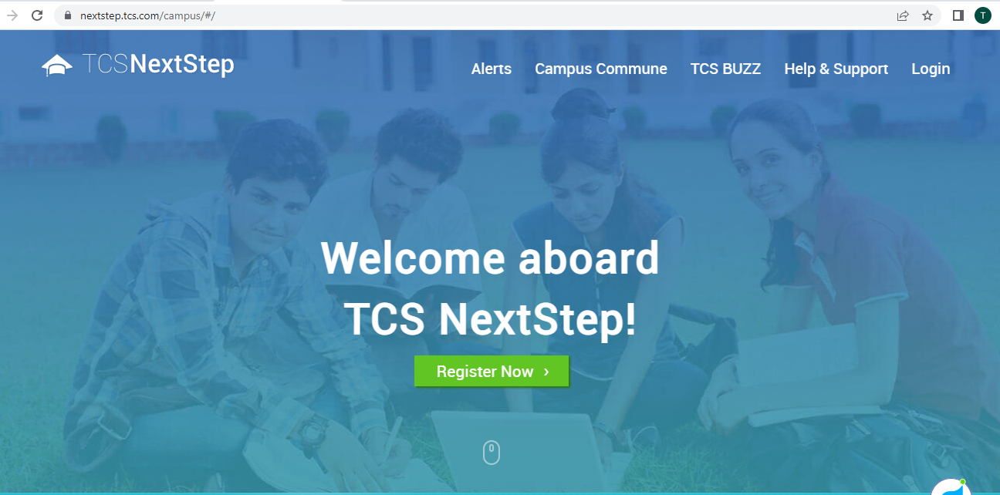 nextstep.tcs.com/campus/#/
T
TCSNextStep
Alerts Campus Commune TCS BUZZ Help & Support Login
Welcome aboard
TCS NextStep!
Register Now ›